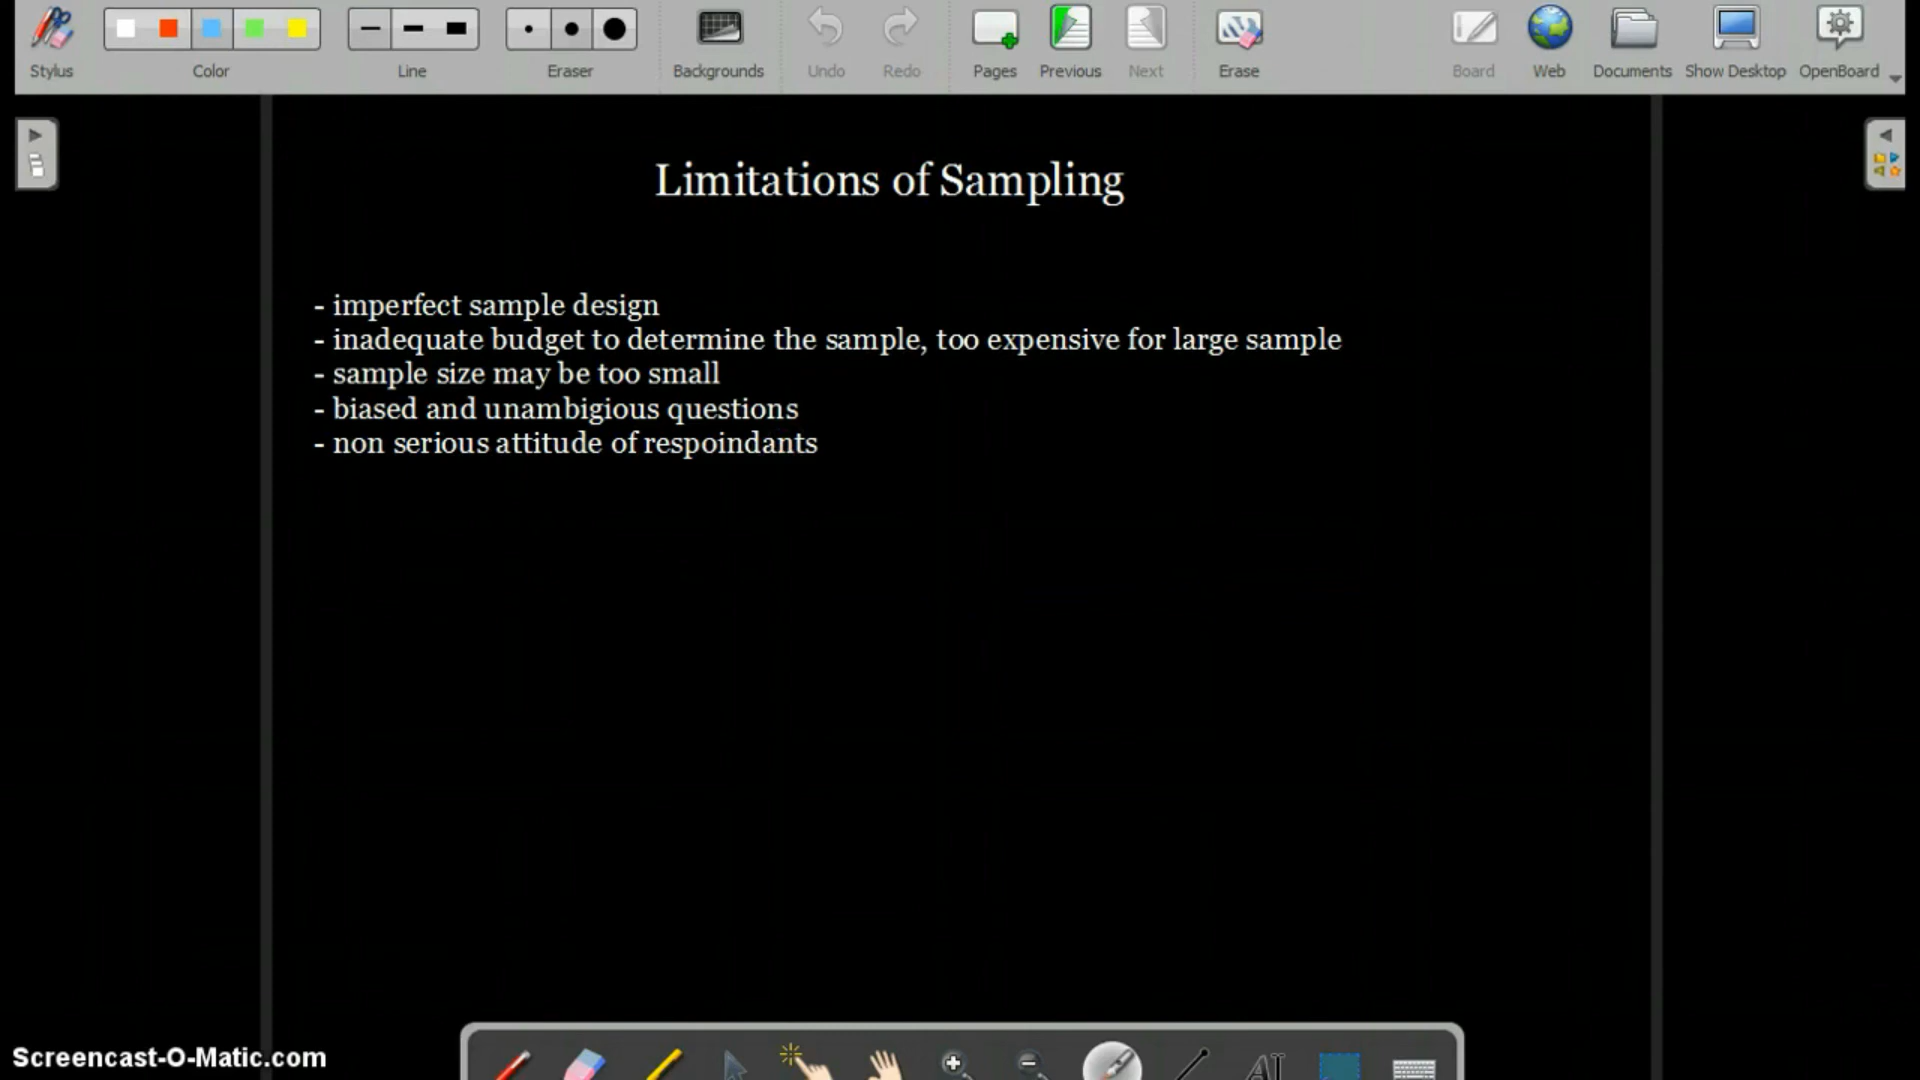 Stylus Color Line Eraser Backgrounds Undo Redo Pages Previous Next Erase Board Web Documents Show Desktop OpenBoard
Limitations of Sampling
- imperfect sample design
- inadequate budget to determine the sample, too expensive for large sample
- sample size may be too small
- biased and unambigious questions
- non serious attitude of respoindants
Screencast-O-Matic.com